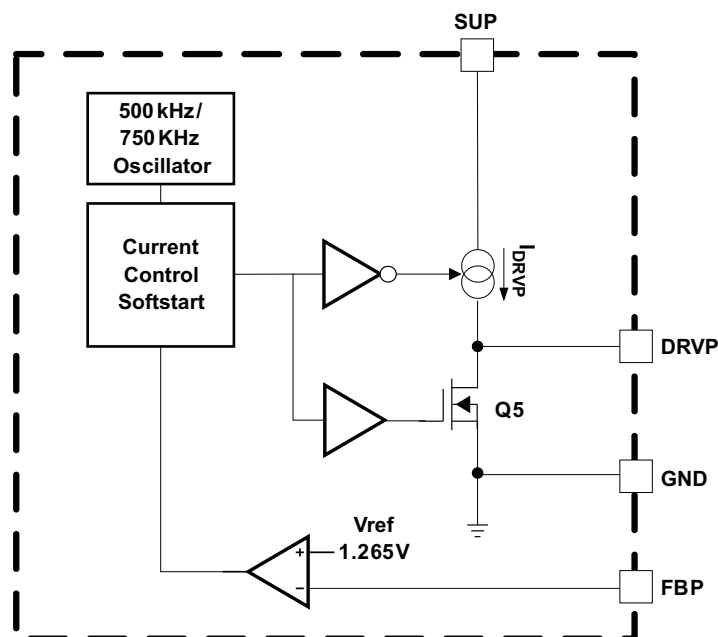 SUP
500 kHz/
750 KHz
Oscillator
Current
Control
Softstart
IDRVP
DRVP
Q5
GND
Vref
1.265V
+
−
FBP